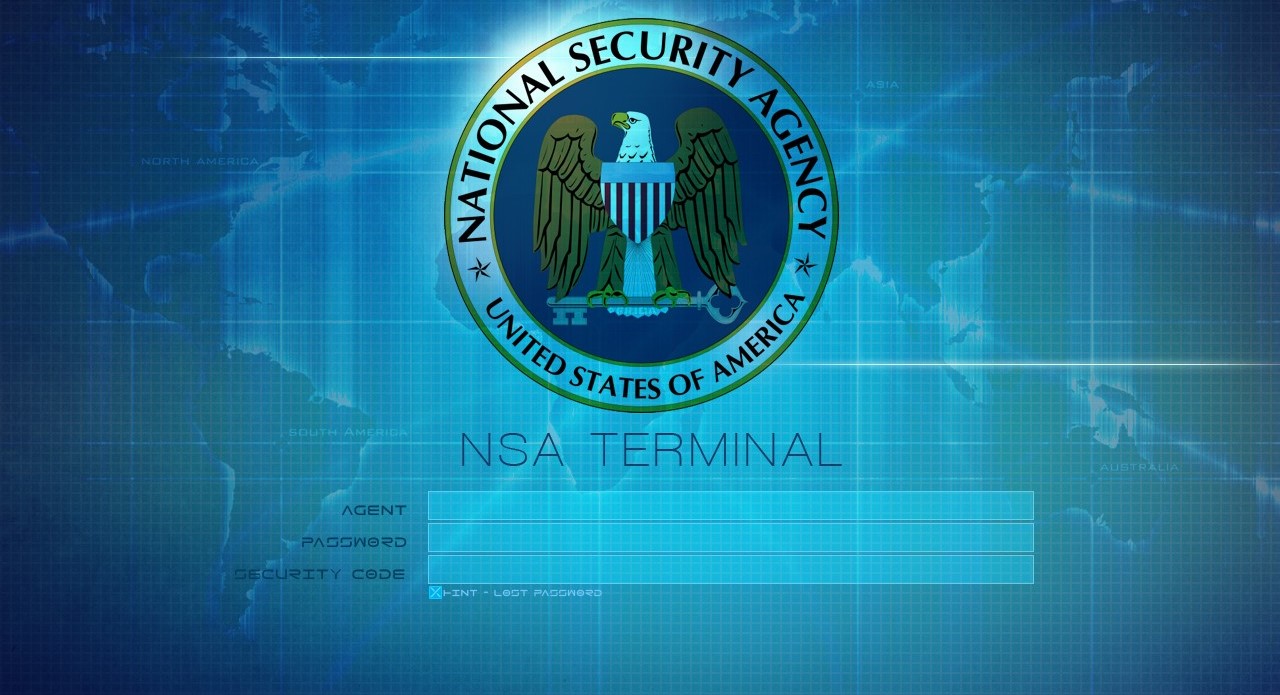 NATIONAL SECURITY AGENCY
UNITED STATES OF AMERICA
ASIA
NORTH AMERICA
SOUTH AMERICA
AUSTRALIA
NSA TERMINAL
AGENT
PASSWORD
SECURITY CODE
HINT - LOST PASSWORD